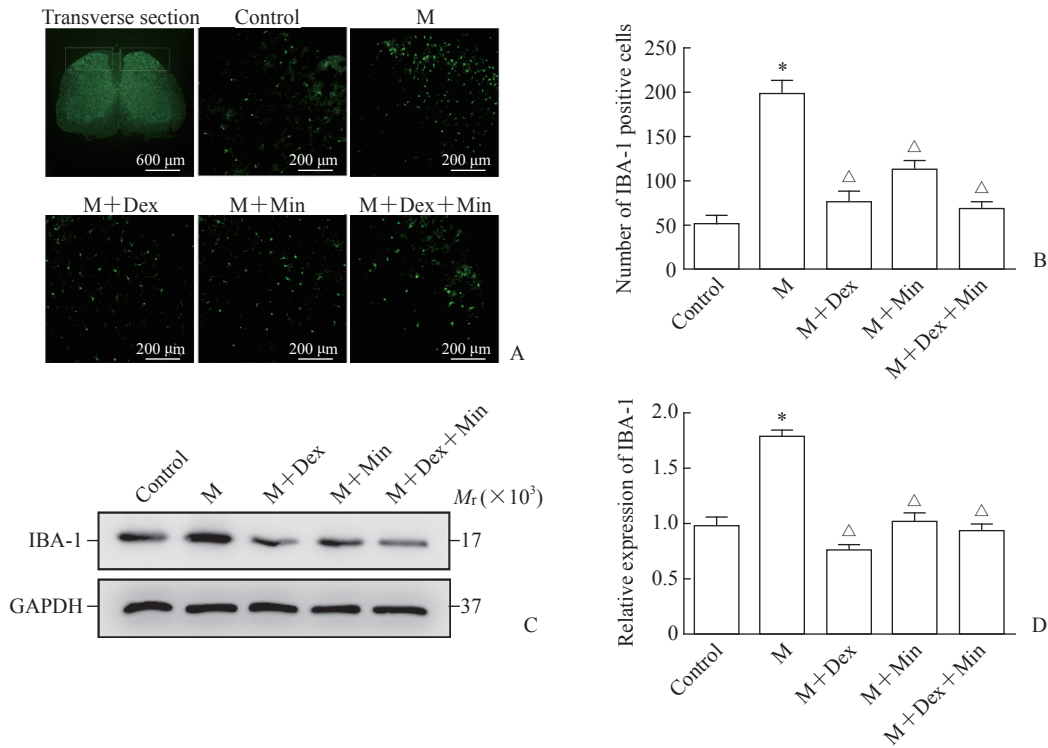 Transverse section
Control
M
600 μm
200 μm
200 μm
M+Dex
M+Min
M+Dex+Min
200 μm
200 μm
200 μm
A
Number of IBA-1 positive cells
250
200
150
100
50
0
*
△
△
△
Control
M
M+Dex
M+Min
M+Dex+Min
B
Control
M
M+Dex
M+Min
M+Dex+Min
Mr (×10³)
IBA-1
17
GAPDH
37
C
Relative expression of IBA-1
2.0
1.5
1.0
0.5
0
*
△
△
△
Control
M
M+Dex
M+Min
M+Dex+Min
D